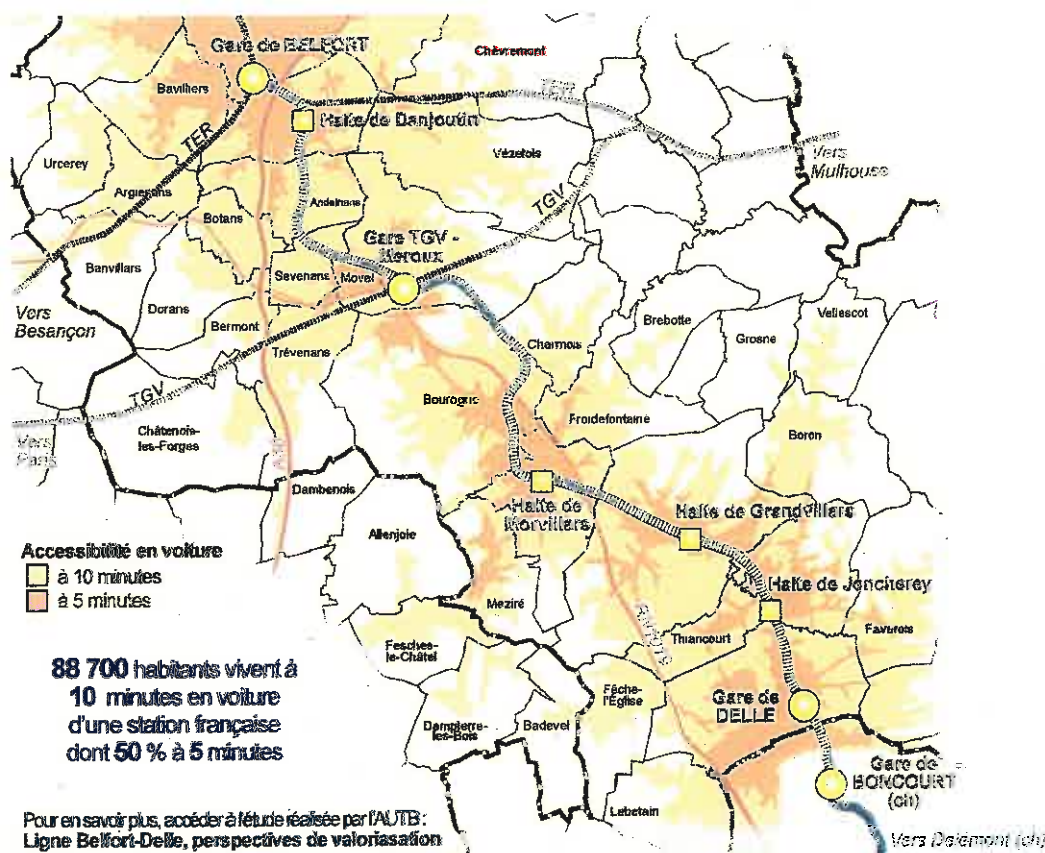 Gare de BELFORT
Chèvremont
Bavilliers
TER
Halte de Danjoutin
TER
Vézelois
Vers
Mulhouse
Urcerey
Argiésans
Botans
Andelnans
TGV
Gare TGV -
Meroux
Banvillars
Sevenans
Moval
Vers
Besançon
Dorans
Bermont
Trévenans
Charmois
Brebotte
Grosne
Vellescot
TGV
Bourogne
Froidefontaine
Boron
Vers
Paris
Châtenois-
les-Forges
Dambenois
Halte de
Morvillars
Halte de Grandvillars
Allenjoie
Accessibilité en voiture
à 10 minutes
à 5 minutes
Halte de Joncherey
Meziré
Thiancourt
Faverois
Fesches-
le-Châtel
88 700 habitants vivent à
10 minutes en voiture
d'une station française
dont 50 % à 5 minutes
Fêche-
l'Église
Gare de
DELLE
Dampierre-
les-Bois
Badevel
Gare de
BONCOURT
(ch)
Lebetain
Pour en savoir plus, accéder à l'étude réalisée par l'AUTB :
Ligne Belfort-Delle, perspectives de valoriasation
Vers Delémont (ch)